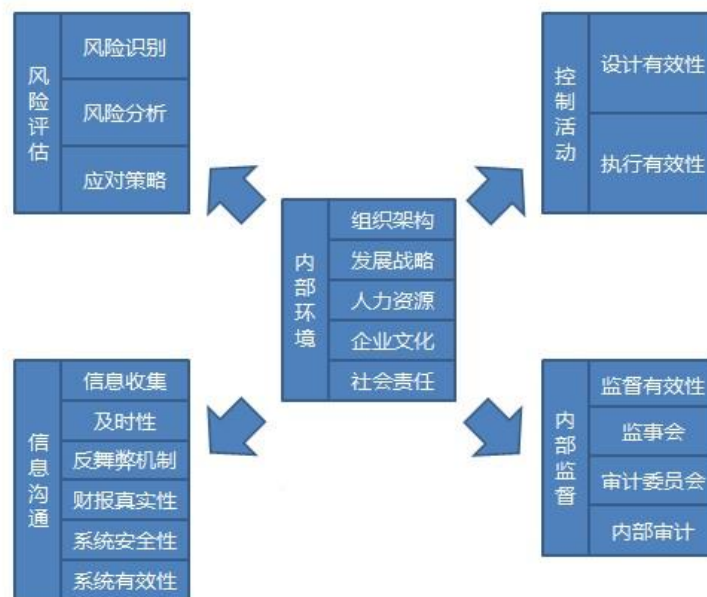 风险评估
风险识别
风险分析
应对策略
控制活动
设计有效性
执行有效性
内部环境
组织架构
发展战略
人力资源
企业文化
社会责任
信息沟通
信息收集
及时性
反舞弊机制
财报真实性
系统安全性
系统有效性
内部监督
监督有效性
监事会
审计委员会
内部审计